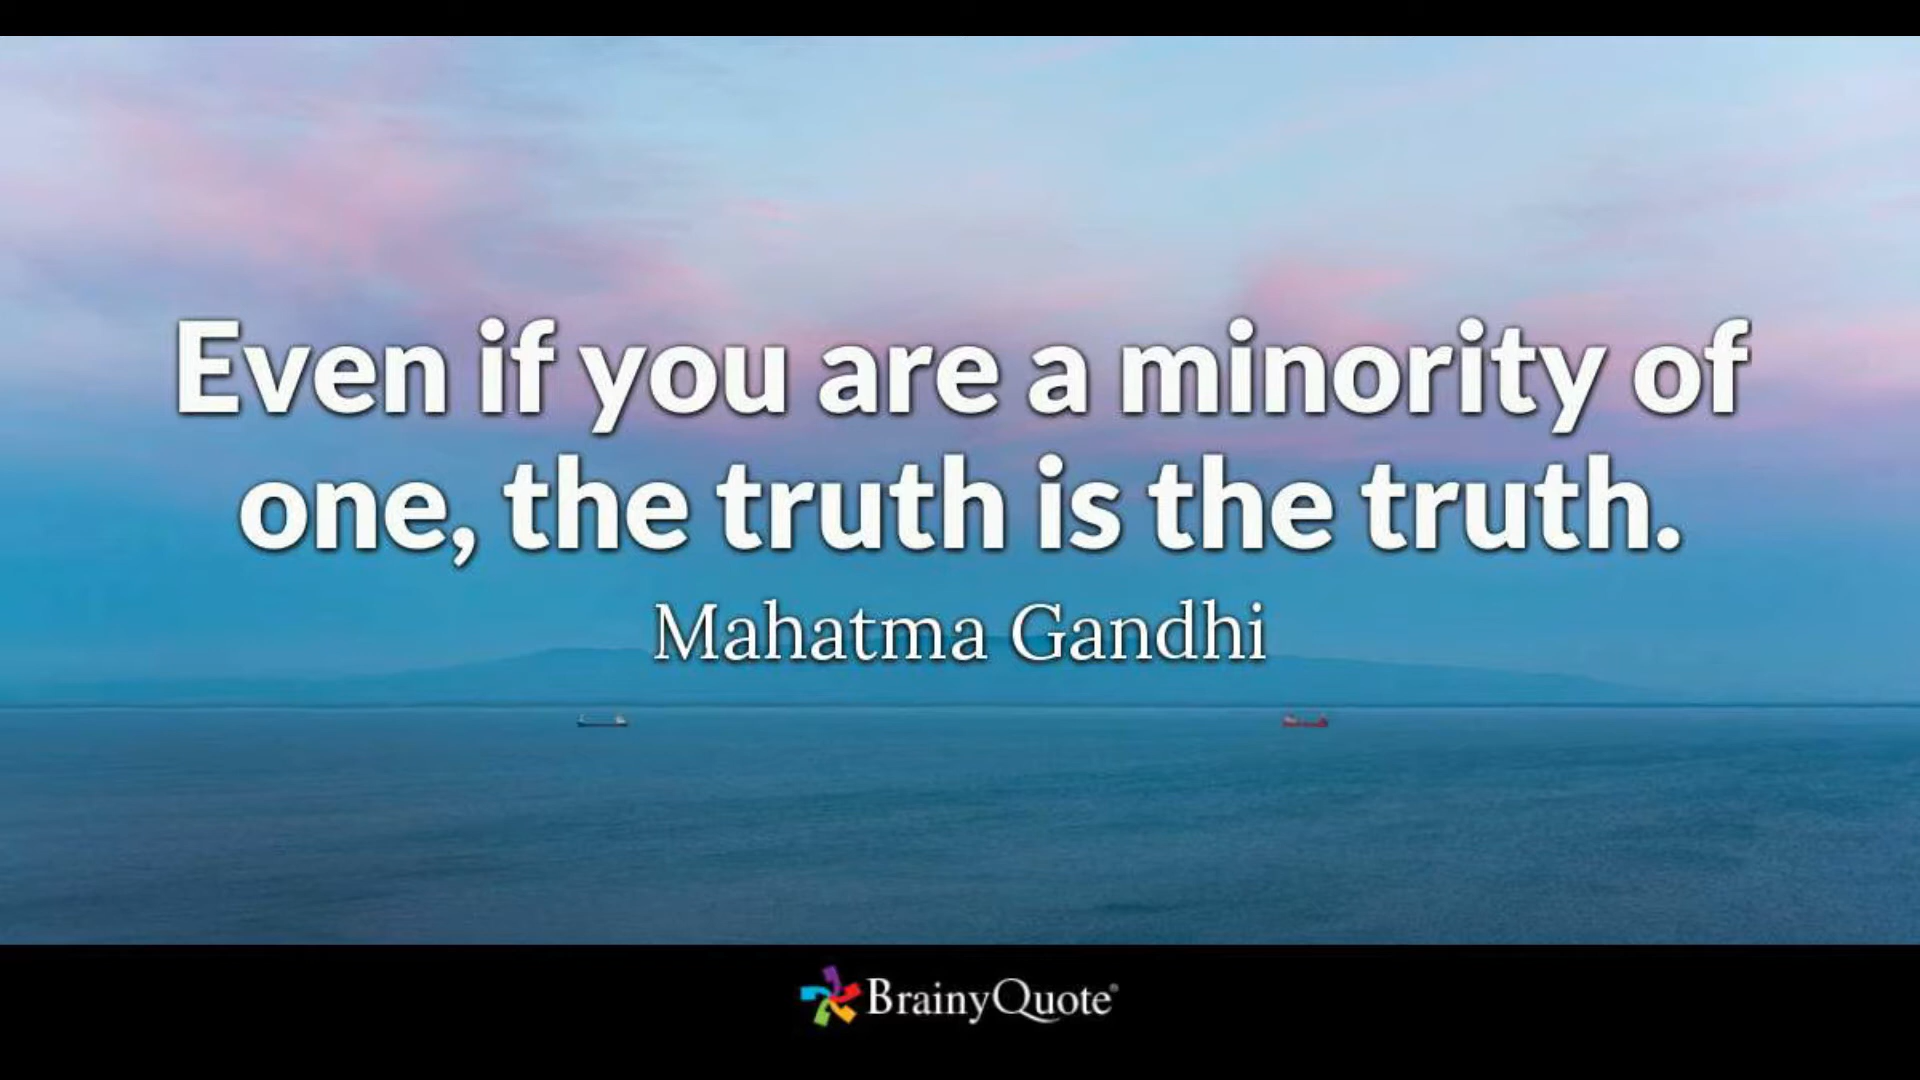 Even if you are a minority of
one, the truth is the truth.
Mahatma Gandhi
BrainyQuote®